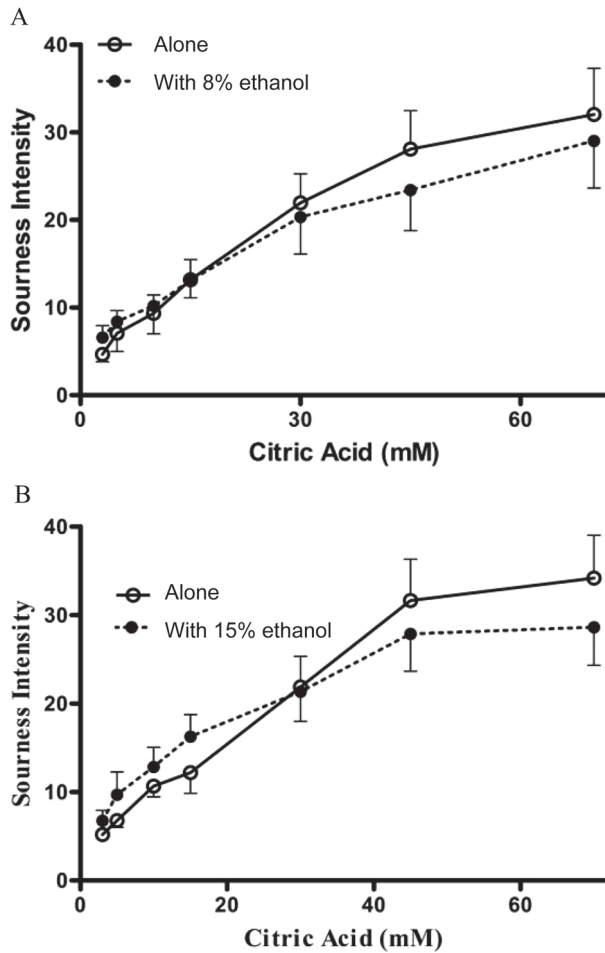 A
Alone
With 8% ethanol
40
30
20
10
0
Sourness Intensity
0 30 60
Citric Acid (mM)
B
Alone
With 15% ethanol
40
30
20
10
0
Sourness Intensity
0 20 40 60
Citric Acid (mM)